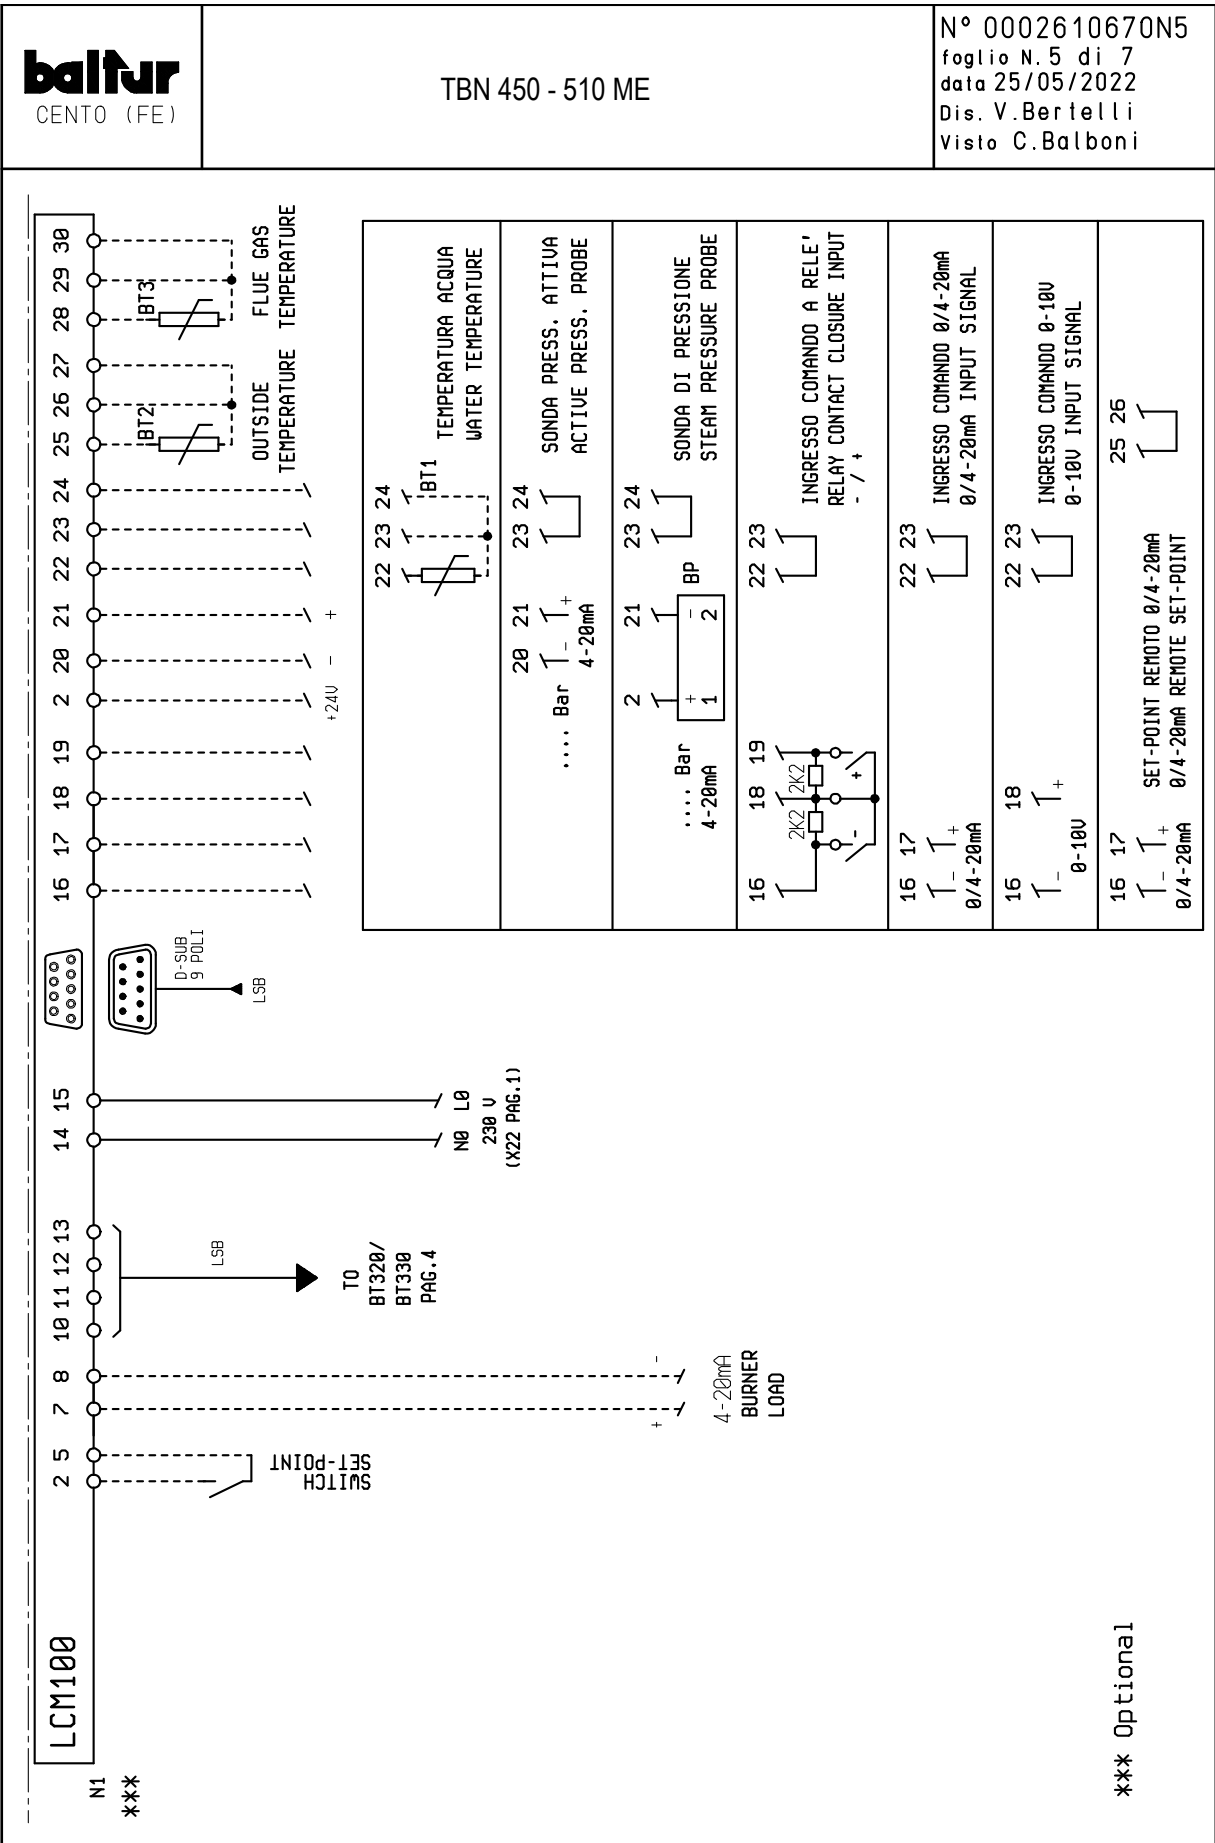 baltur
CENTO (FE)
TBN 450 - 510 ME
N° 0002610670N5
foglio N. 5 di 7
data 25/05/2022
Dis. V.Bertelli
Visto C.Balboni
LCM100
N1
***
2 5 7 8 10 11 12 13 14 15 16 17 18 19 2 20 21 22 23 24 25 26 27 28 29 30
SWITCH
SET-POINT
+ -
4-20mA
BURNER
LOAD
LSB
TO
BT320/
BT330
PAG.4
N0 L0
230 V
(X22 PAG.1)
D-SUB
9 POLI
LSB
+24V - +
BT2
OUTSIDE
TEMPERATURE
BT3
FLUE GAS
TEMPERATURE
22 23 24
BT1
TEMPERATURA ACQUA
WATER TEMPERATURE
20 21 23 24
- +
.... Bar 4-20mA
SONDA PRESS. ATTIVA
ACTIVE PRESS. PROBE
2 21 23 24
+ -
1 2
BP
.... Bar
4-20mA
SONDA DI PRESSIONE
STEAM PRESSURE PROBE
16 18 19 22 23
2K2 2K2
- +
INGRESSO COMANDO A RELE'
RELAY CONTACT CLOSURE INPUT
- / +
16 17 22 23
- +
0/4-20mA
INGRESSO COMANDO 0/4-20mA
0/4-20mA INPUT SIGNAL
16 18 22 23
- +
0-10V
INGRESSO COMANDO 0-10V
0-10V INPUT SIGNAL
16 17 25 26
- +
0/4-20mA
SET-POINT REMOTO 0/4-20mA
0/4-20mA REMOTE SET-POINT
*** Optional